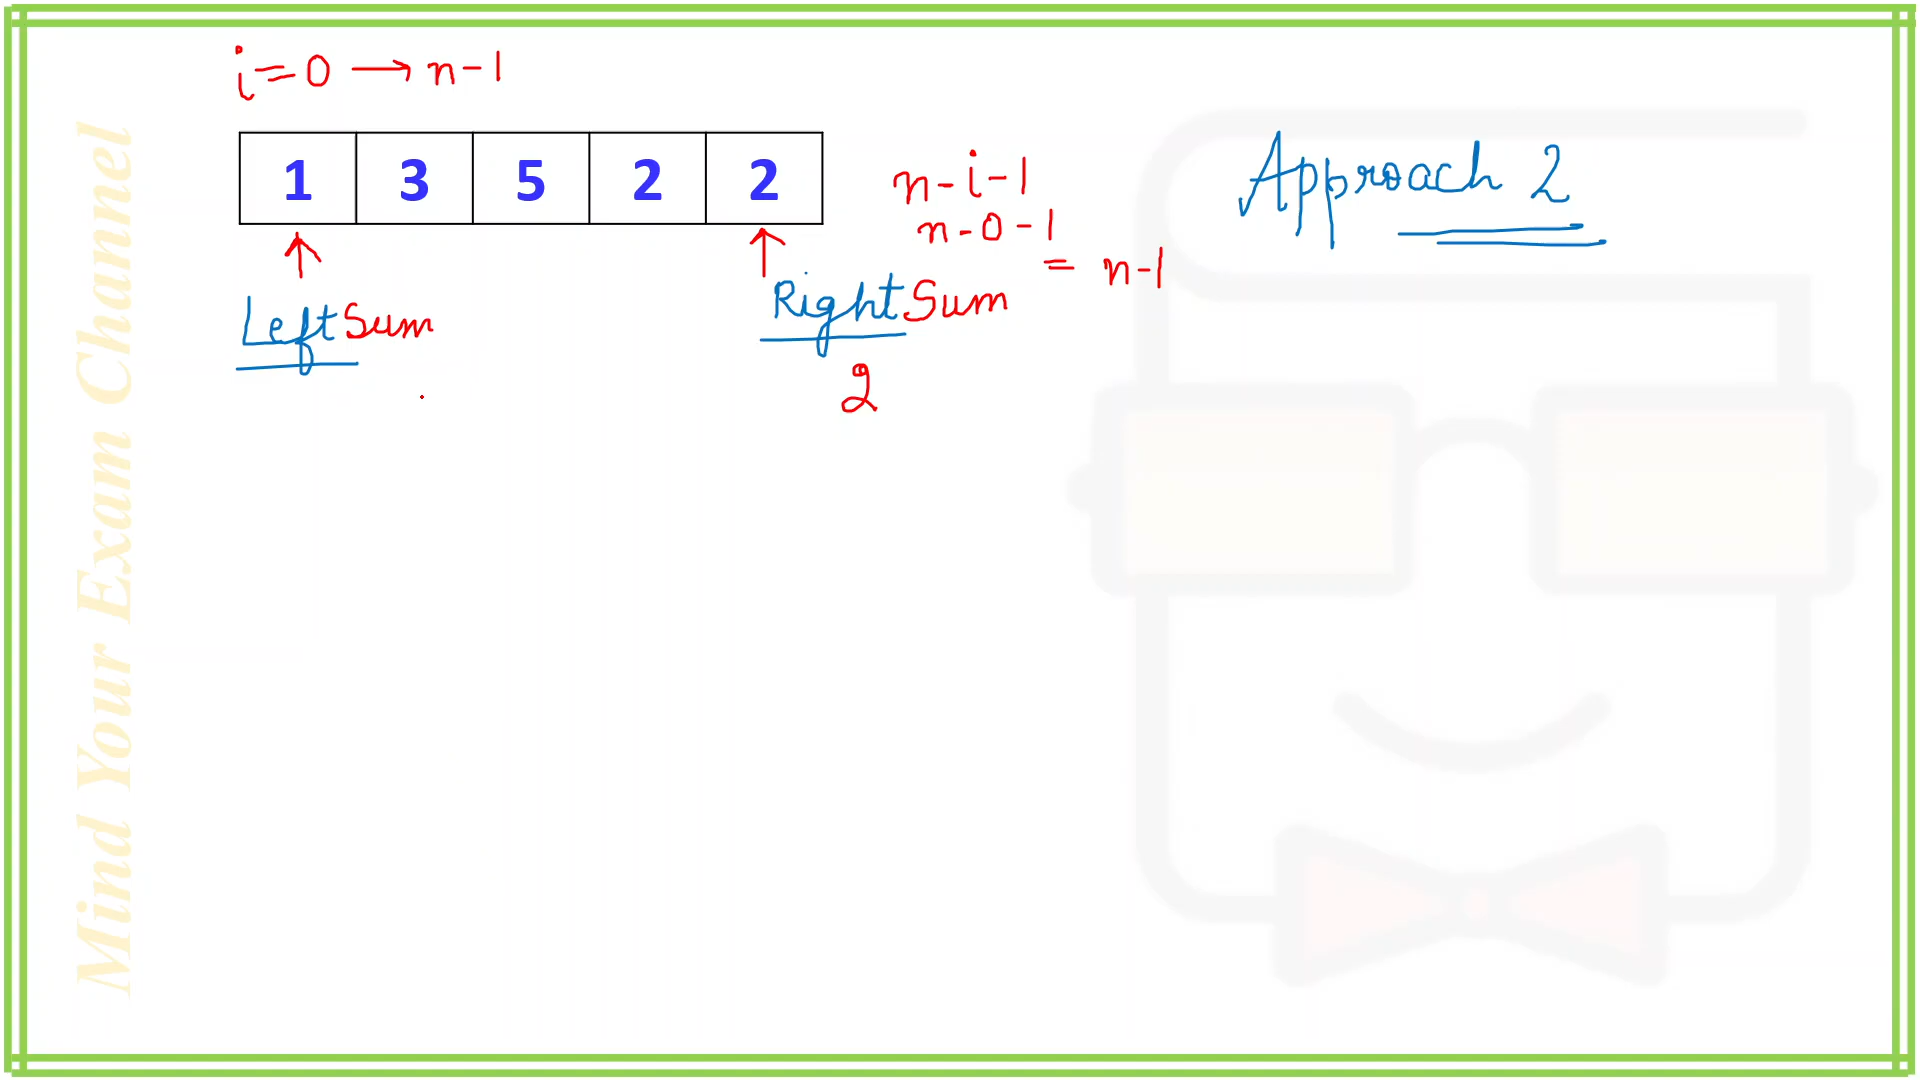 i = 0 → n-1
1 3 5 2 2
n-i-1
n-0-1
= n-1
Approach 2
LeftSum
RightSum
2
Mind Your Exam Channel